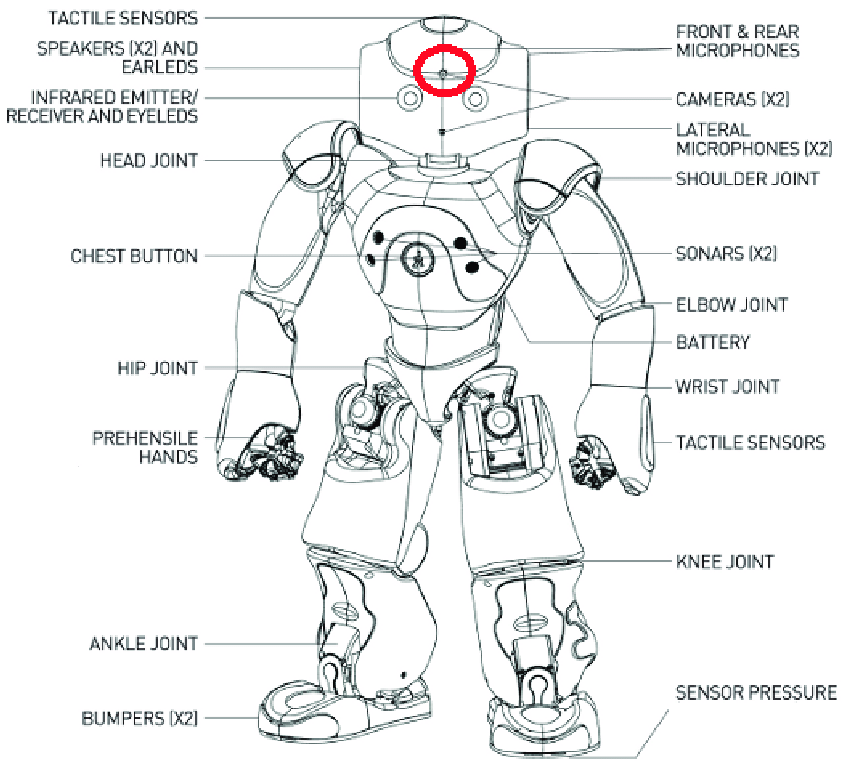 TACTILE SENSORS
SPEAKERS (X2) AND
EARLEDS
INFRARED EMITTER/
RECEIVER AND EYELEDS
HEAD JOINT
CHEST BUTTON
HIP JOINT
PREHENSILE
HANDS
ANKLE JOINT
BUMPERS (X2)
FRONT & REAR
MICROPHONES
CAMERAS (X2)
LATERAL
MICROPHONES (X2)
SHOULDER JOINT
SONARS (X2)
ELBOW JOINT
BATTERY
WRIST JOINT
TACTILE SENSORS
KNEE JOINT
SENSOR PRESSURE